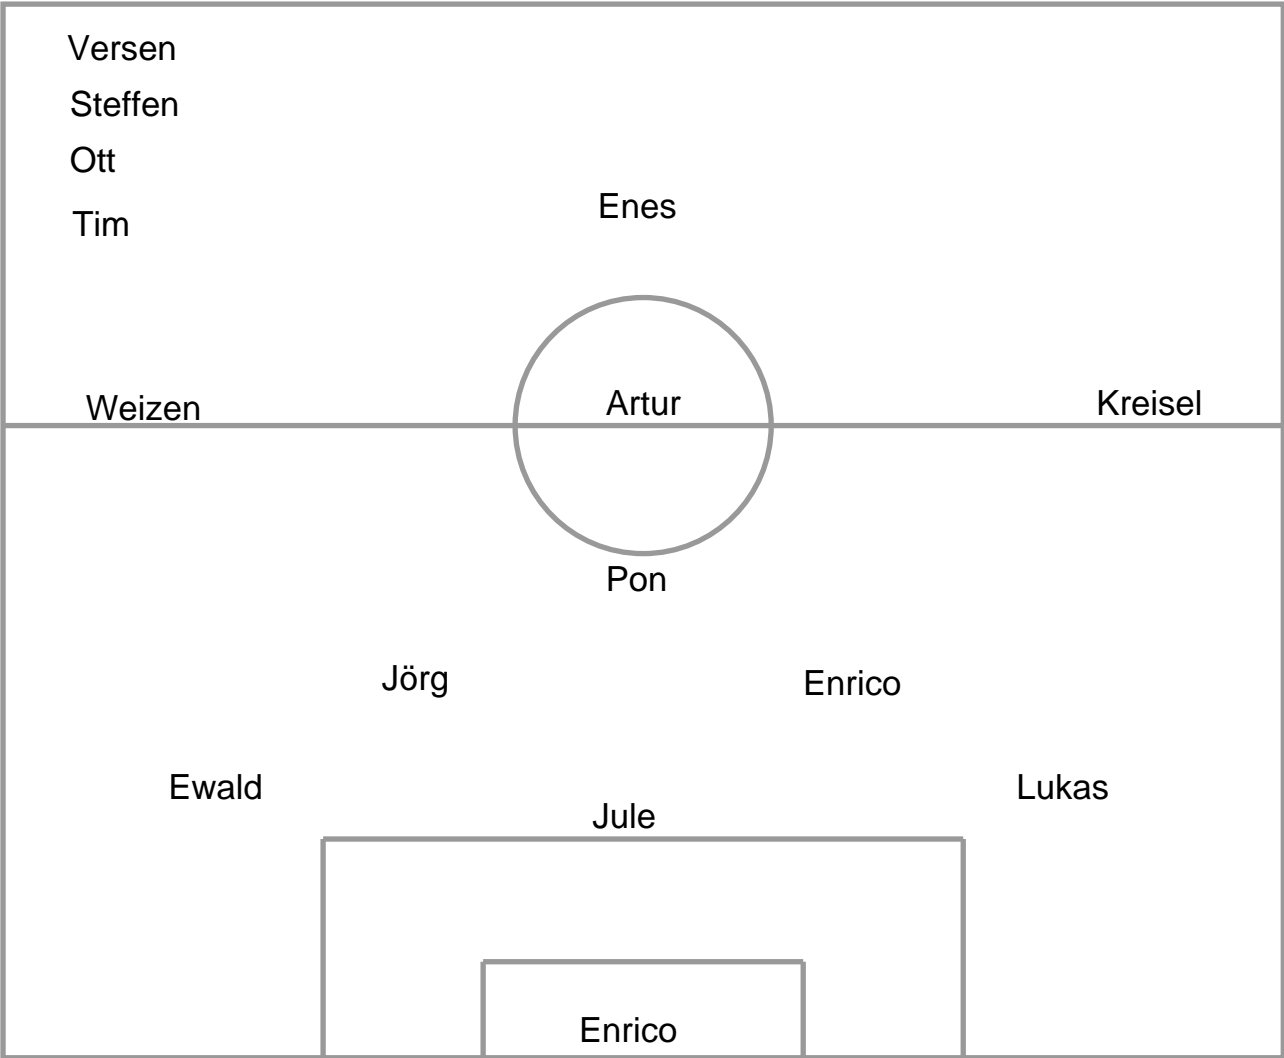 Versen
Steffen
Ott
Tim
Enes
Weizen
Artur
Kreisel
Pon
Jörg
Enrico
Ewald
Jule
Lukas
Enrico